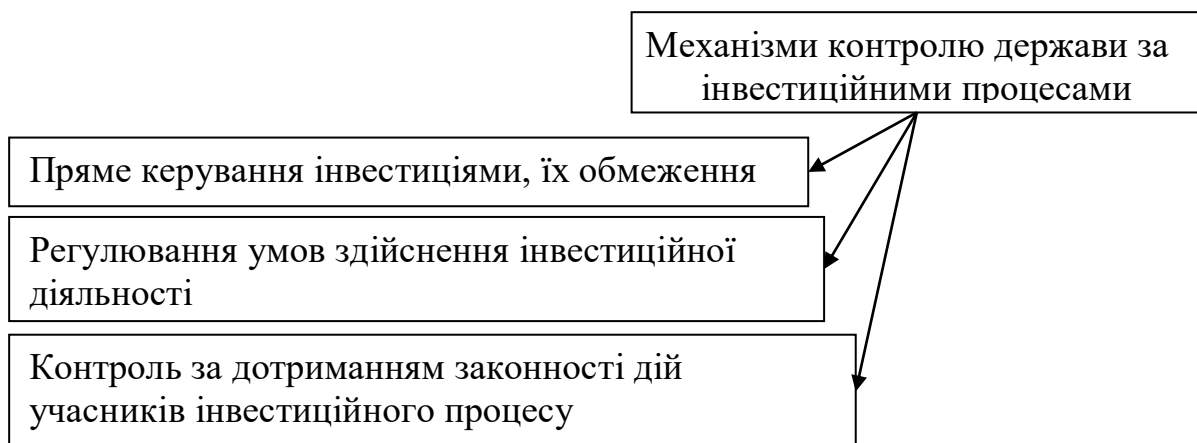 Механізми контролю держави за
інвестиційними процесами
Пряме керування інвестиціями, їх обмеження
Регулювання умов здійснення інвестиційної
діяльності
Контроль за дотриманням законності дій
учасників інвестиційного процесу